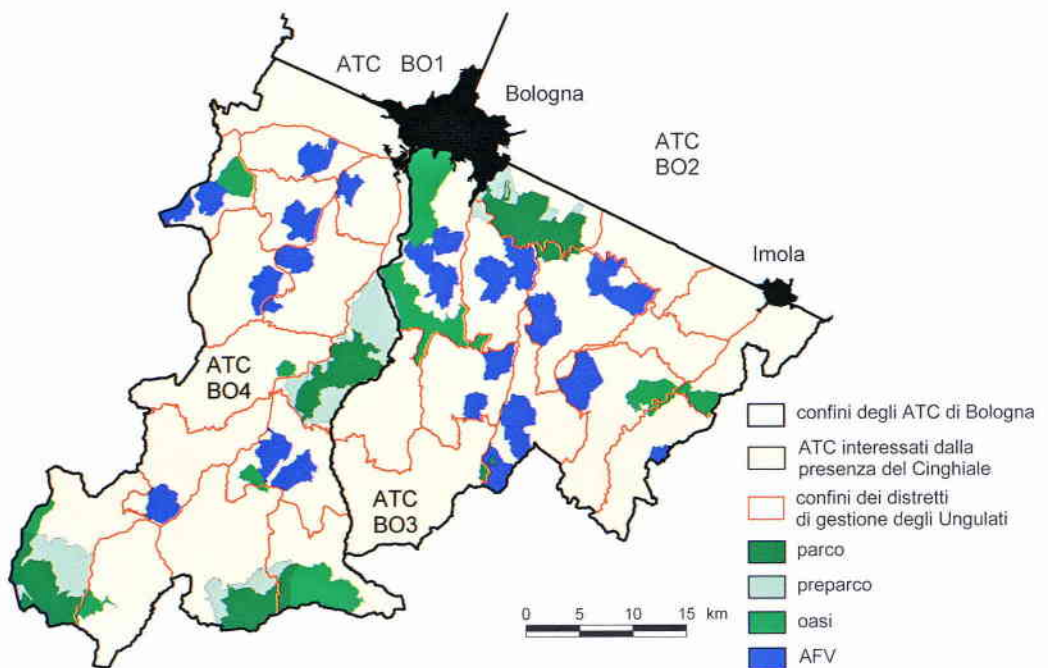 ATC BO1
Bologna
ATC
BO2
Imola
ATC
BO4
ATC
BO3
confini degli ATC di Bologna
ATC interessati dalla
presenza del Cinghiale
confini dei distretti
di gestione degli Ungulati
parco
preparco
oasi
AFV
0 5 10 15 km